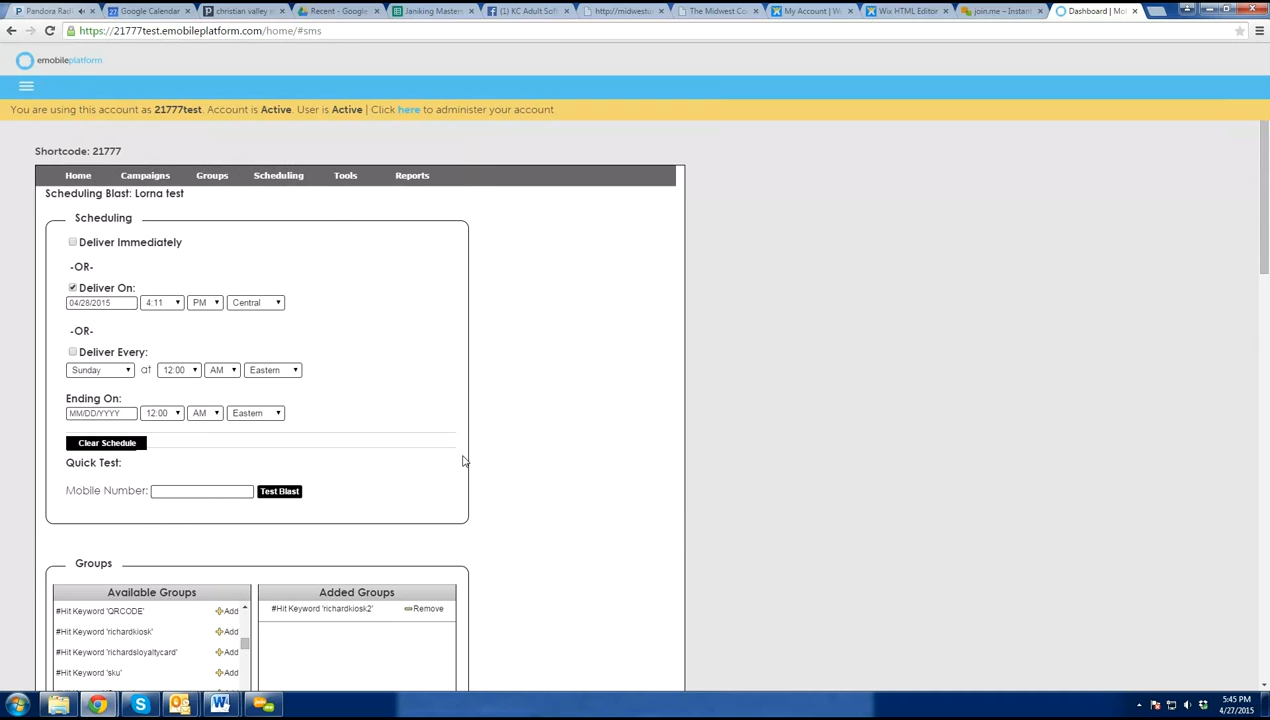 Pandora Rad
Google Calendar
christian valley s
Recent - Google
Janiking Master
(1) KC Adult Sof
http://midwestu
The Midwest Co
My Account | W
Wix HTML Editor
join.me – Instant
Dashboard | Mo
https://21777test.emobileplatform.com/home/#sms
emobileplatform
You are using this account as 21777test. Account is Active. User is Active | Click here to administer your account
Shortcode: 21777
Home Campaigns Groups Scheduling Tools Reports
Scheduling Blast: Lorna test
Scheduling
Deliver Immediately
-OR-
Deliver On:
04/28/2015 4:11 PM Central
-OR-
Deliver Every:
Sunday at 12:00 AM Eastern
Ending On:
MM/DD/YYYY 12:00 AM Eastern
Clear Schedule
Quick Test:
Mobile Number: Test Blast
Groups
Available Groups Added Groups
#Hit Keyword 'QRCODE' Add
#Hit Keyword 'richardkiosk2' Remove
#Hit Keyword 'richardkiosk' Add
#Hit Keyword 'richardsloyaltycard' Add
#Hit Keyword 'sku' Add
5:45 PM
4/27/2015